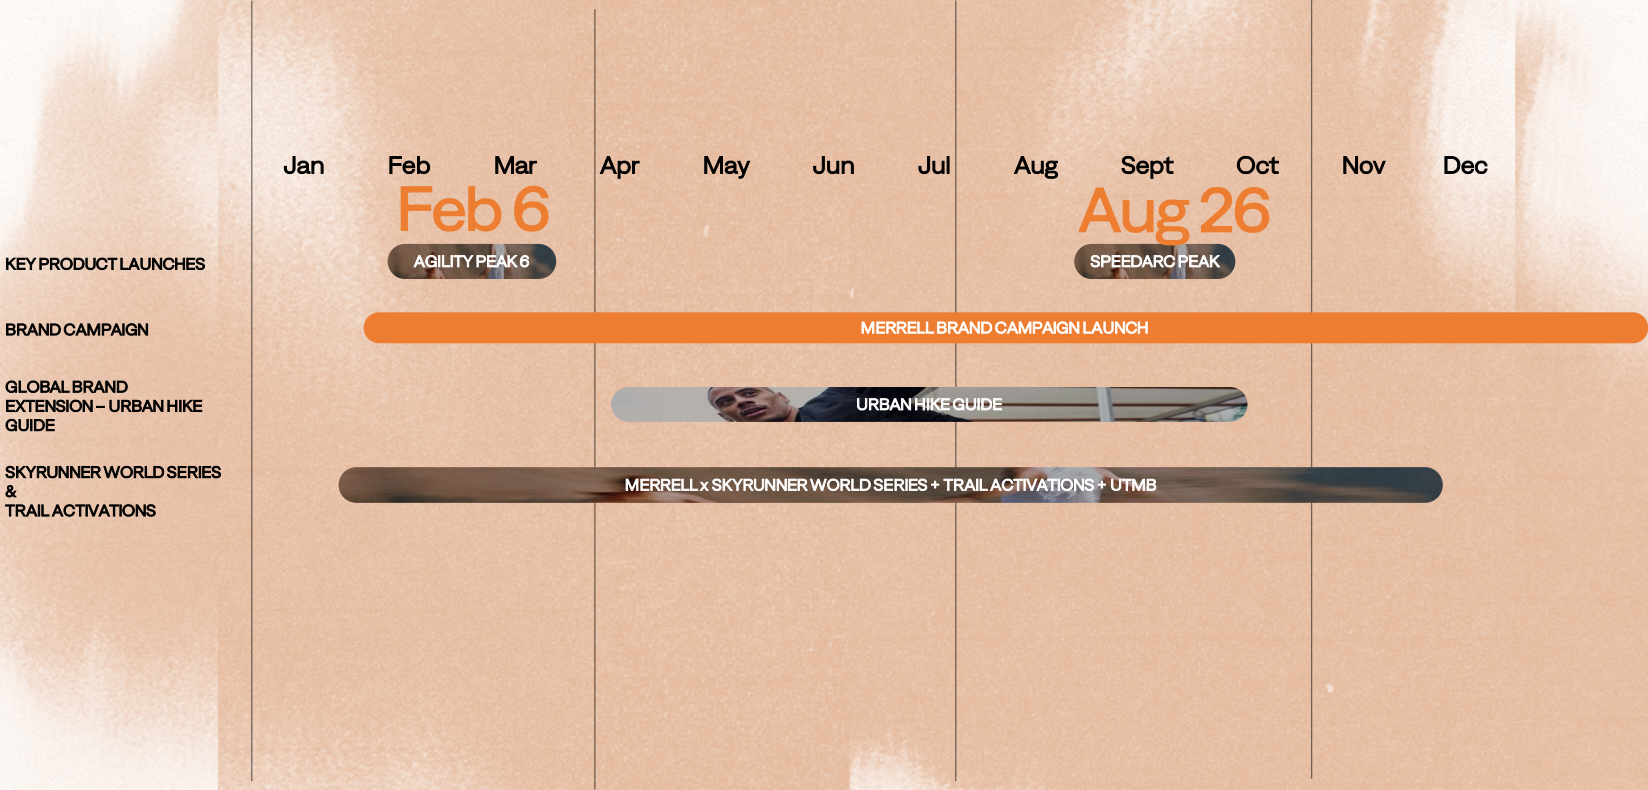 Jan Feb Mar Apr May Jun Jul Aug Sept Oct Nov Dec
Feb 6 Aug 26
KEY PRODUCT LAUNCHES AGILITY PEAK 6 SPEEDARC PEAK
BRAND CAMPAIGN MERRELL BRAND CAMPAIGN LAUNCH
GLOBAL BRAND
EXTENSION – URBAN HIKE
GUIDE
URBAN HIKE GUIDE
SKYRUNNER WORLD SERIES
&
TRAIL ACTIVATIONS
MERRELL x SKYRUNNER WORLD SERIES + TRAIL ACTIVATIONS + UTMB